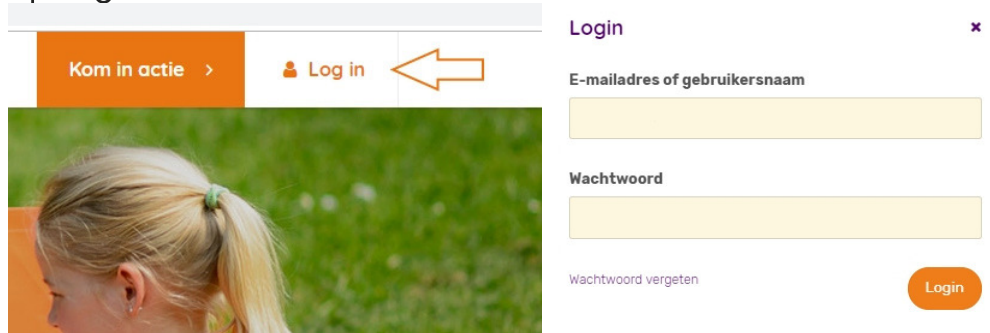 Kom in actie >
Log in
Login
E-mailadres of gebruikersnaam
Wachtwoord
Wachtwoord vergeten
Login